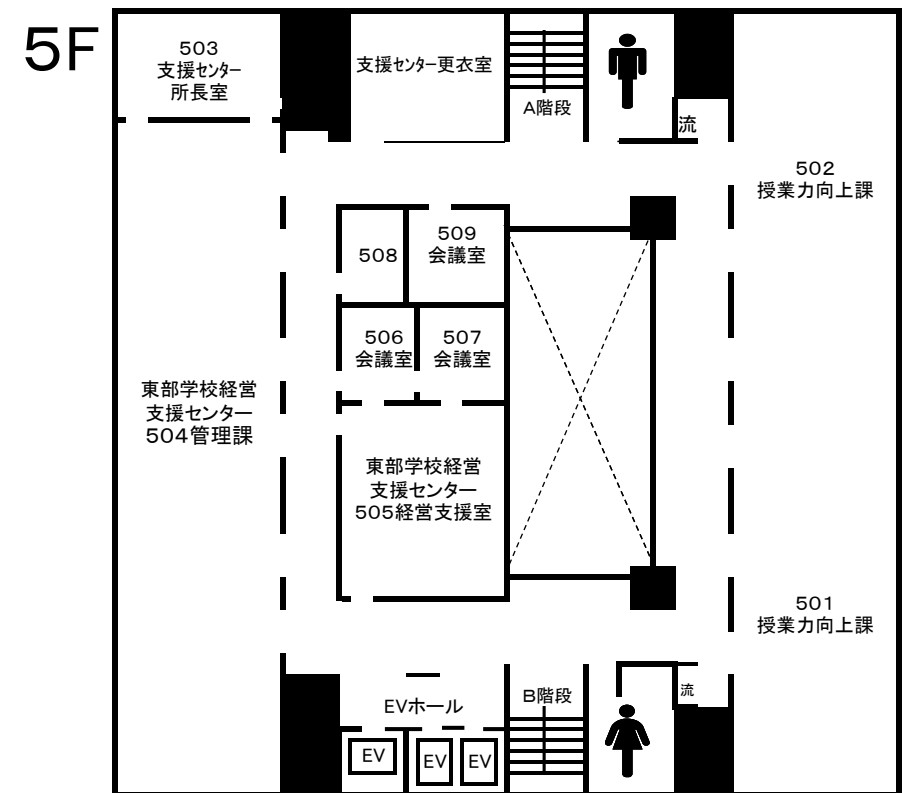 5F
503
支援センター
所長室
支援センター更衣室
A階段
流
502
授業力向上課
508
509
会議室
506
会議室
507
会議室
東部学校経営
支援センター
504管理課
東部学校経営
支援センター
505経営支援室
501
授業力向上課
EVホール
B階段
流
EV
EV
EV